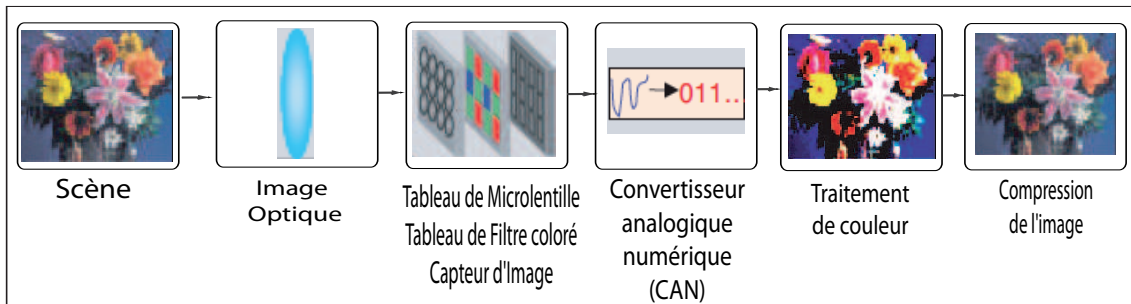 Scène
Image
Optique
Tableau de Microlentille
Tableau de Filtre coloré
Capteur d'Image
011...
Convertisseur
analogique
numérique
(CAN)
Traitement
de couleur
Compression
de l'image